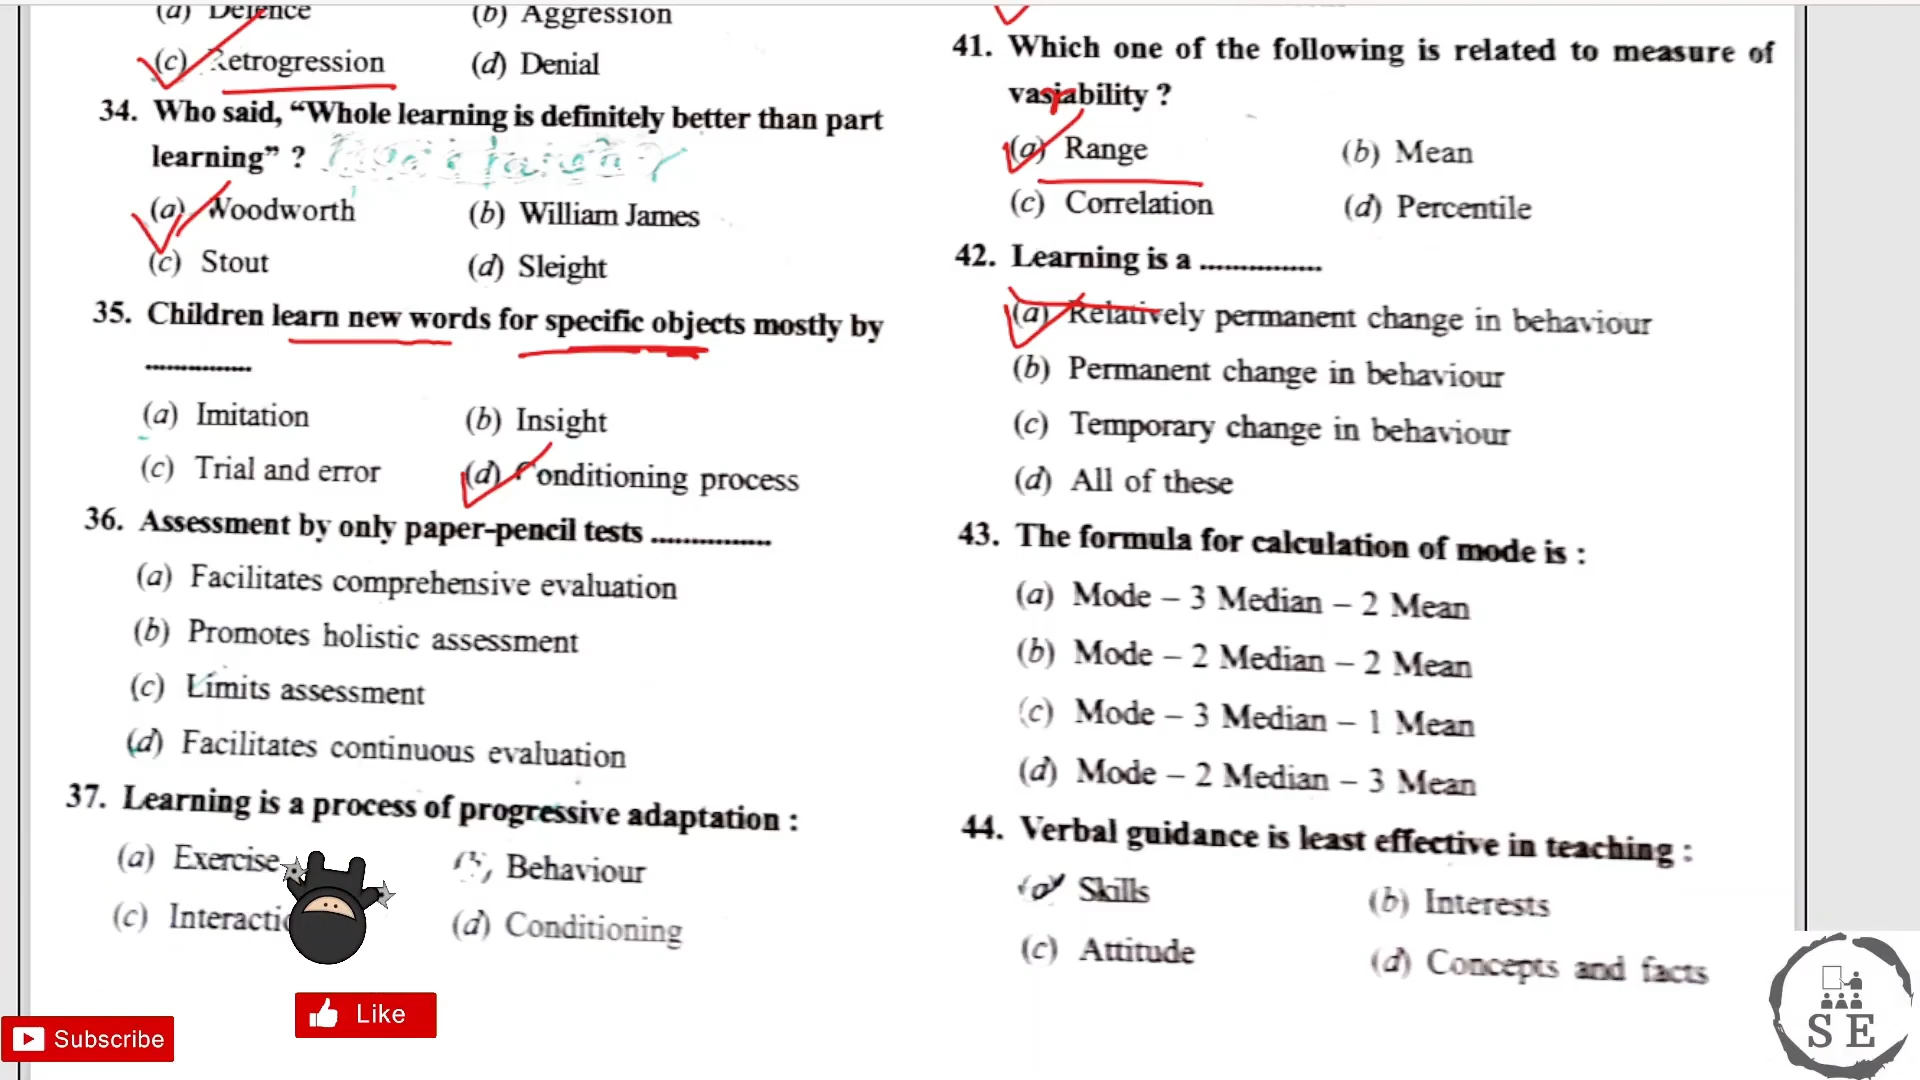 (a) Defence (b) Aggression
(c) Retrogression (d) Denial
34. Who said, “Whole learning is definitely better than part
learning” ?
(a) Woodworth (b) William James
(c) Stout (d) Sleight
35. Children learn new words for specific objects mostly by
...............
(a) Imitation (b) Insight
(c) Trial and error (d) Conditioning process
36. Assessment by only paper-pencil tests ...............
(a) Facilitates comprehensive evaluation
(b) Promotes holistic assessment
(c) Limits assessment
(d) Facilitates continuous evaluation
37. Learning is a process of progressive adaptation :
(a) Exercise Behaviour
(c) (d) Conditioning
41. Which one of the following is related to measure of
vasiability ?
(a) Range (b) Mean
(c) Correlation (d) Percentile
42. Learning is a ...............
(a) Relatively permanent change in behaviour
(b) Permanent change in behaviour
(c) Temporary change in behaviour
(d) All of these
43. The formula for calculation of mode is :
(a) Mode – 3 Median – 2 Mean
(b) Mode – 2 Median – 2 Mean
(c) Mode – 3 Median – 1 Mean
(d) Mode – 2 Median – 3 Mean
44. Verbal guidance is least effective in teaching :
(a) Skills (b) Interests
(c) Attitude (d) Concepts and facts
Like
Subscribe
S E